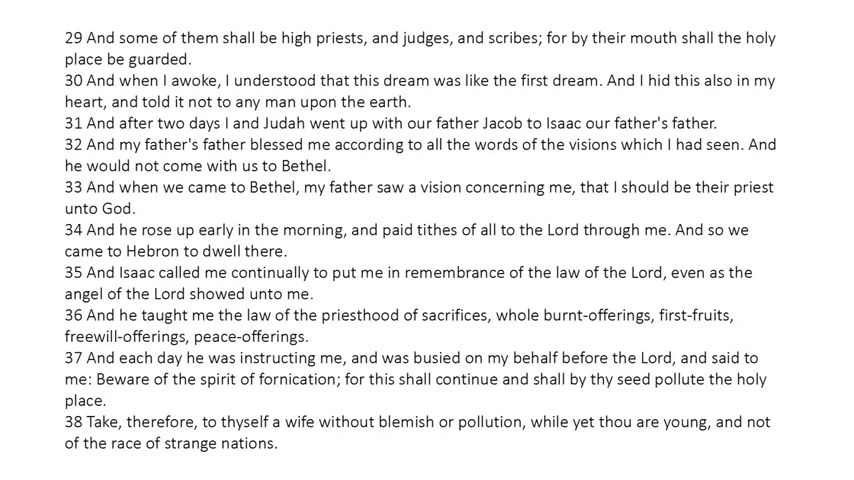 29 And some of them shall be high priests, and judges, and scribes; for by their mouth shall the holy
place be guarded.
30 And when I awoke, I understood that this dream was like the first dream. And I hid this also in my
heart, and told it not to any man upon the earth.
31 And after two days I and Judah went up with our father Jacob to Isaac our father's father.
32 And my father's father blessed me according to all the words of the visions which I had seen. And
he would not come with us to Bethel.
33 And when we came to Bethel, my father saw a vision concerning me, that I should be their priest
unto God.
34 And he rose up early in the morning, and paid tithes of all to the Lord through me. And so we
came to Hebron to dwell there.
35 And Isaac called me continually to put me in remembrance of the law of the Lord, even as the
angel of the Lord showed unto me.
36 And he taught me the law of the priesthood of sacrifices, whole burnt-offerings, first-fruits,
freewill-offerings, peace-offerings.
37 And each day he was instructing me, and was busied on my behalf before the Lord, and said to
me: Beware of the spirit of fornication; for this shall continue and shall by thy seed pollute the holy
place.
38 Take, therefore, to thyself a wife without blemish or pollution, while yet thou are young, and not
of the race of strange nations.